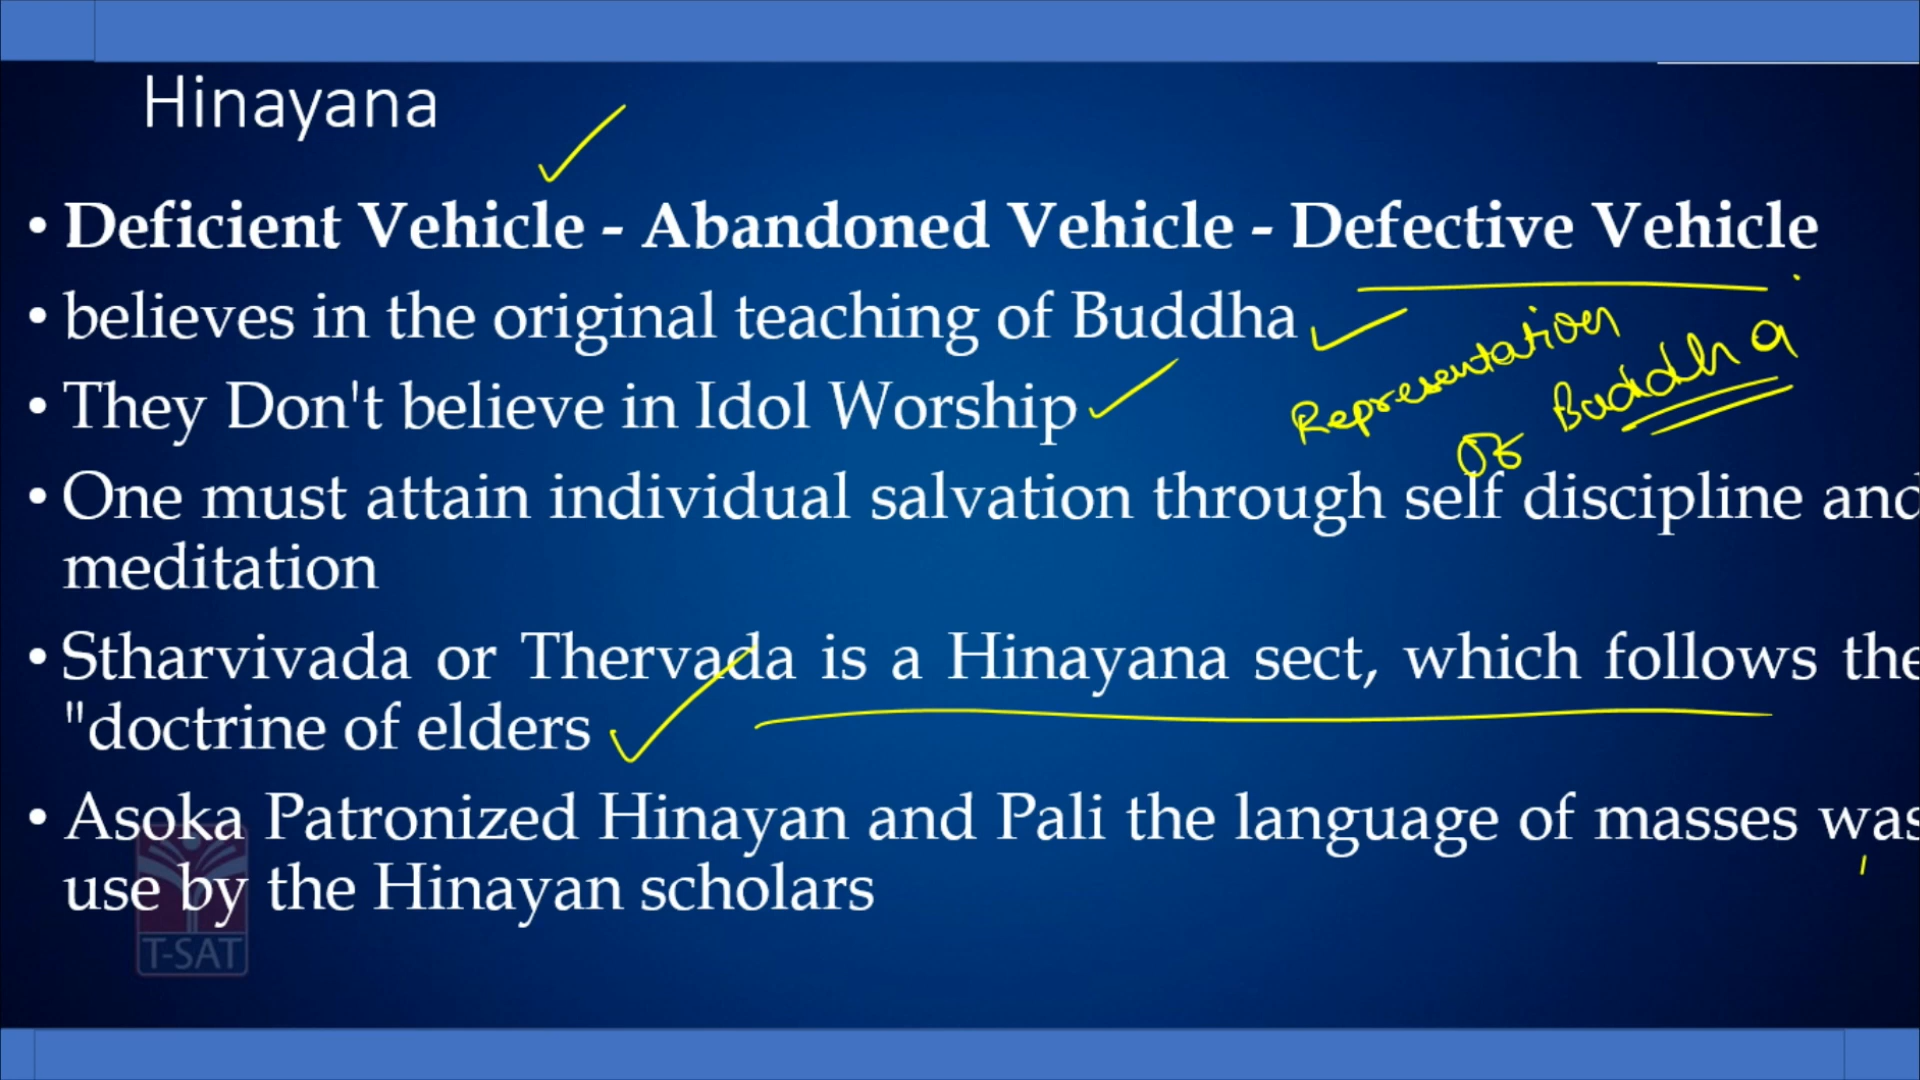 Hinayana
• Deficient Vehicle - Abandoned Vehicle - Defective Vehicle
• believes in the original teaching of Buddha
Representation
of Buddha
• They Don't believe in Idol Worship
• One must attain individual salvation through self discipline and
meditation
• Stharvivada or Thervada is a Hinayana sect, which follows the
"doctrine of elders
• Asoka Patronized Hinayan and Pali the language of masses was
use by the Hinayan scholars
T-SAT